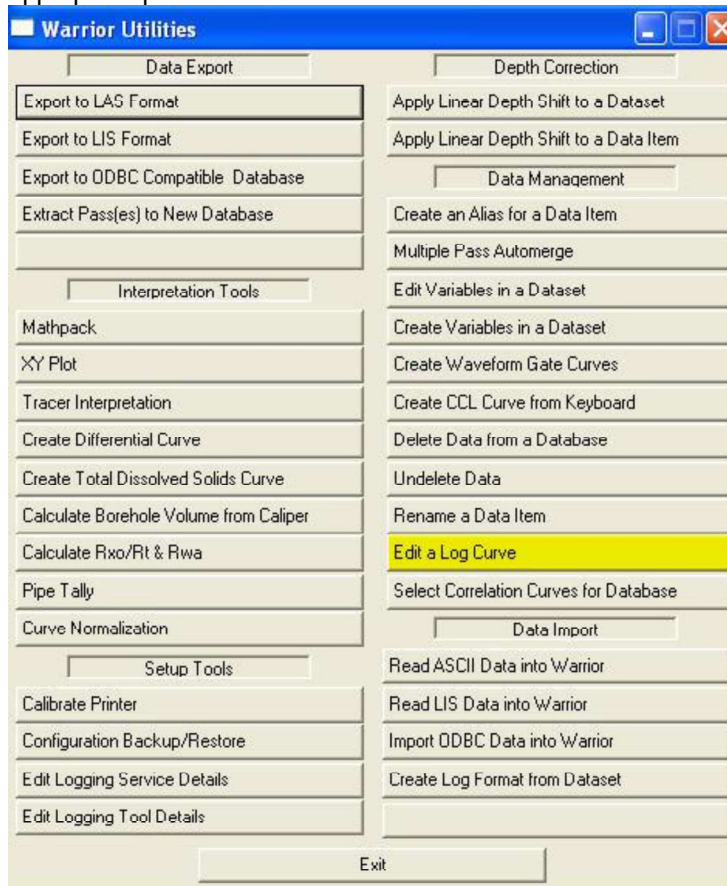 Warrior Utilities
Data Export
Export to LAS Format
Export to LIS Format
Export to ODBC Compatible Database
Extract Pass(es) to New Database
Interpretation Tools
Mathpack
XY Plot
Tracer Interpretation
Create Differential Curve
Create Total Dissolved Solids Curve
Calculate Borehole Volume from Caliper
Calculate Rxo/Rt & Rwa
Pipe Tally
Curve Normalization
Setup Tools
Calibrate Printer
Configuration Backup/Restore
Edit Logging Service Details
Edit Logging Tool Details
Depth Correction
Apply Linear Depth Shift to a Dataset
Apply Linear Depth Shift to a Data Item
Data Management
Create an Alias for a Data Item
Multiple Pass Automerge
Edit Variables in a Dataset
Create Variables in a Dataset
Create Waveform Gate Curves
Create CCL Curve from Keyboard
Delete Data from a Database
Undelete Data
Rename a Data Item
Edit a Log Curve
Select Correlation Curves for Database
Data Import
Read ASCII Data into Warrior
Read LIS Data into Warrior
Import ODBC Data into Warrior
Create Log Format from Dataset
Exit